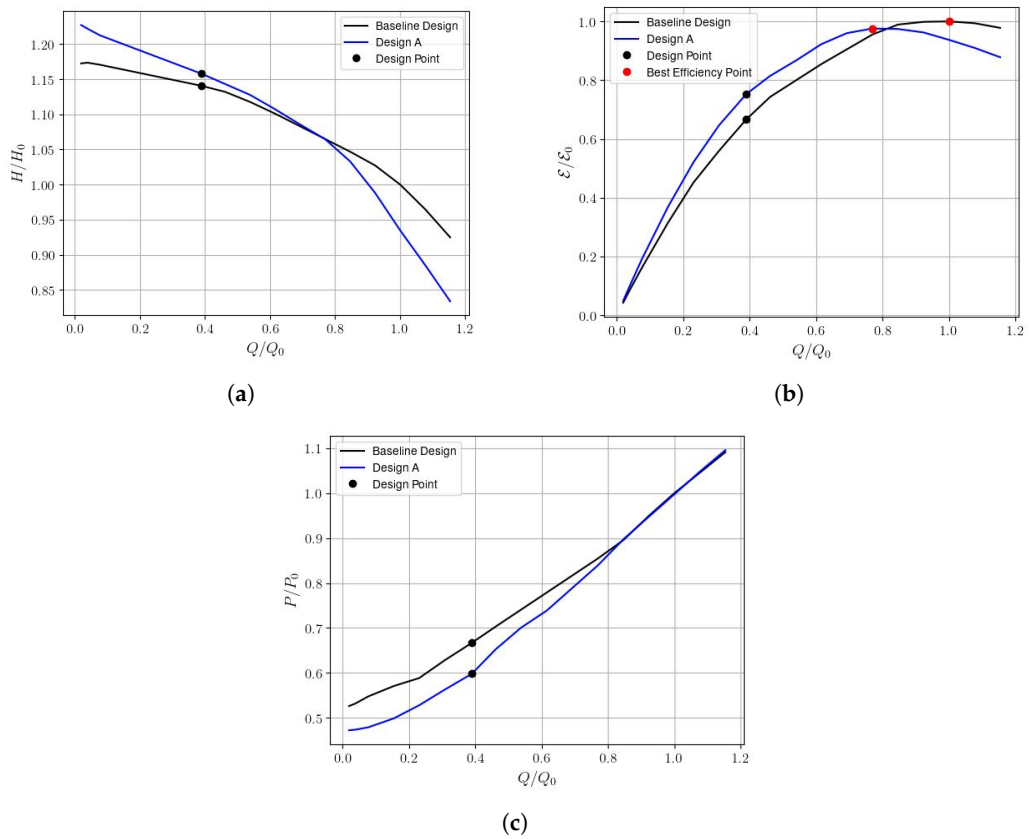 1.20
1.15
1.10
1.05
1.00
0.95
0.90
0.85
H/H₀
Baseline Design
Design A
Design Point
0.0 0.2 0.4 0.6 0.8 1.0 1.2
Q/Q₀
(a)
1.0
0.8
0.6
0.4
0.2
0.0
ℰ/ℰ₀
Baseline Design
Design A
Design Point
Best Efficiency Point
0.0 0.2 0.4 0.6 0.8 1.0 1.2
Q/Q₀
(b)
1.1
1.0
0.9
0.8
0.7
0.6
0.5
P/P₀
Baseline Design
Design A
Design Point
0.0 0.2 0.4 0.6 0.8 1.0 1.2
Q/Q₀
(c)